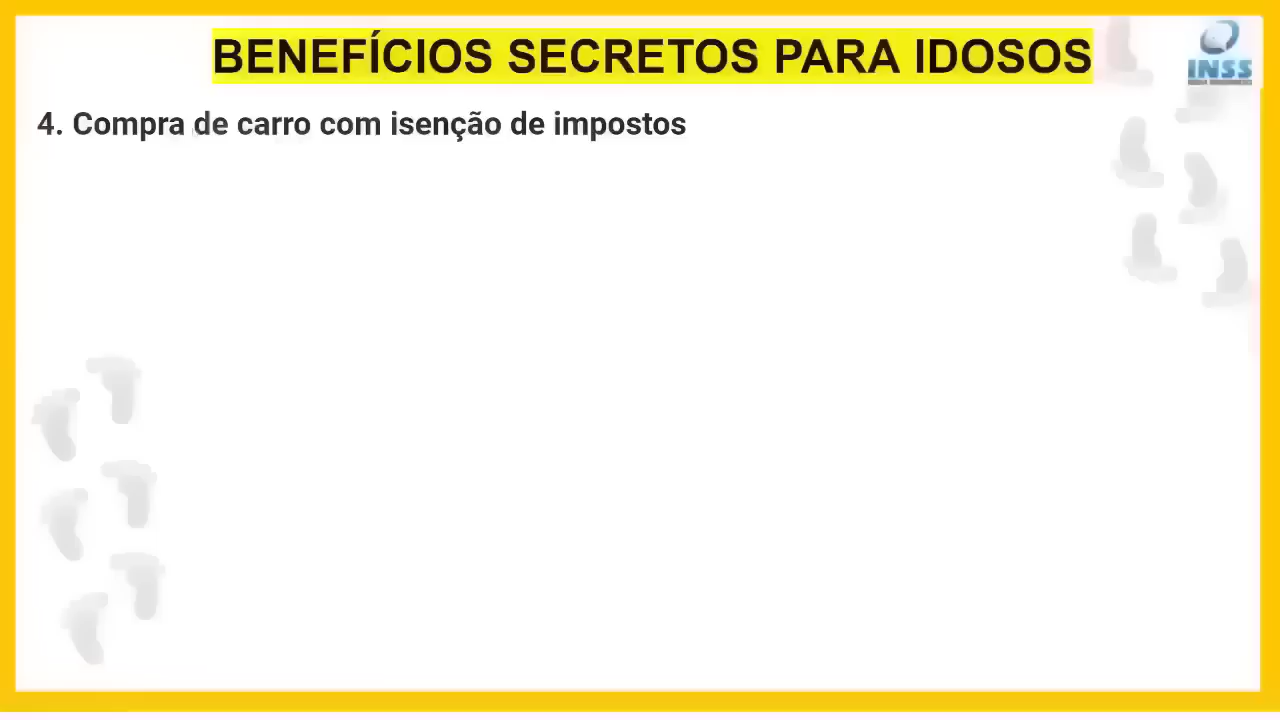 BENEFÍCIOS SECRETOS PARA IDOSOS
INSS
4. Compra de carro com isenção de impostos